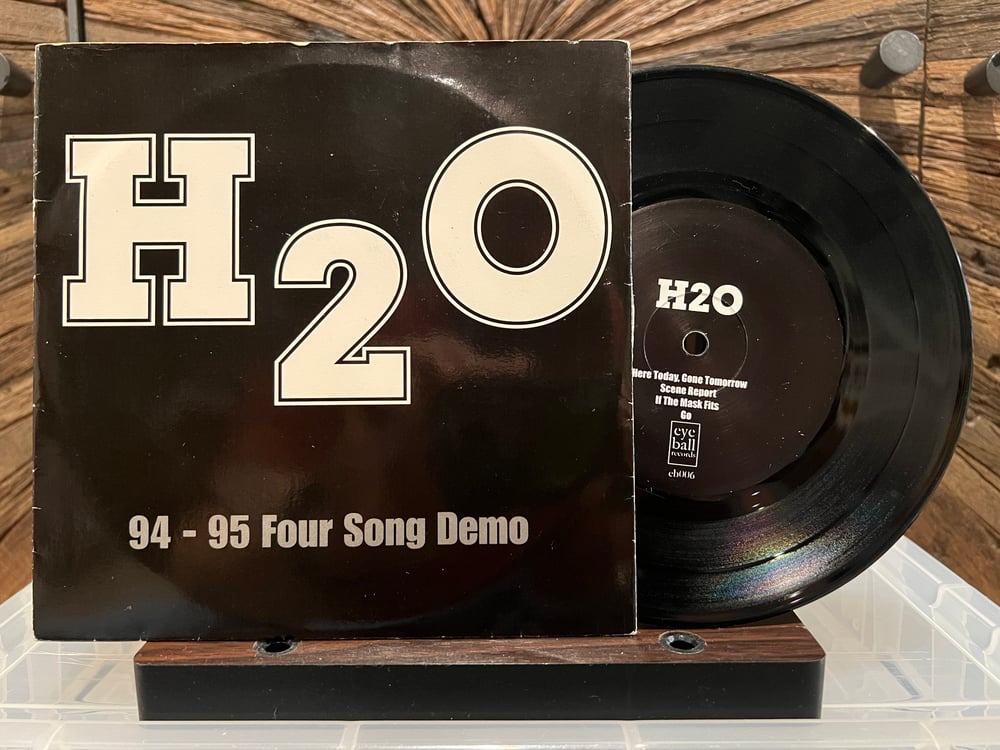 H2O
94 - 95 Four Song Demo
H2O
Here Today, Gone Tomorrow
Scene Report
If The Mask Fits
Go
eye
ball
records
eb006